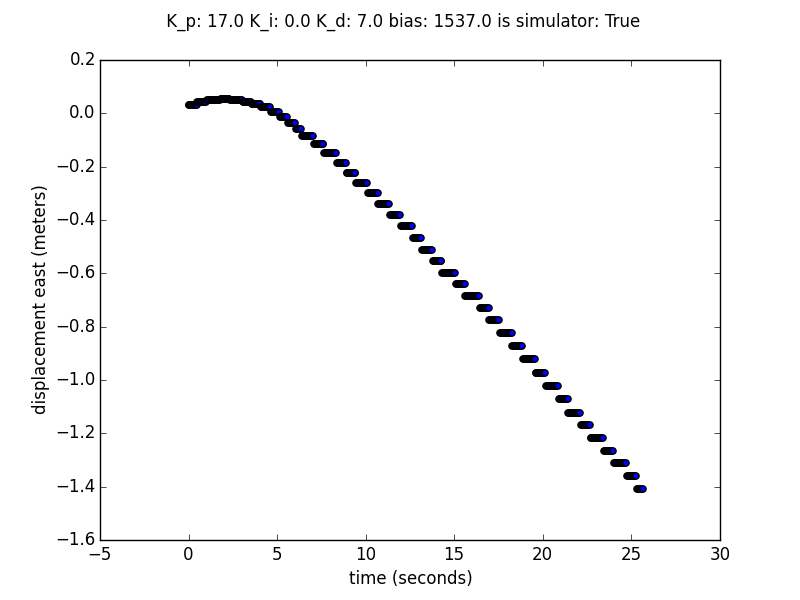 K_p: 17.0 K_i: 0.0 K_d: 7.0 bias: 1537.0 is simulator: True
0.2
0.0
−0.2
−0.4
−0.6
−0.8
−1.0
−1.2
−1.4
−1.6
displacement east (meters)
−5 0 5 10 15 20 25 30
time (seconds)